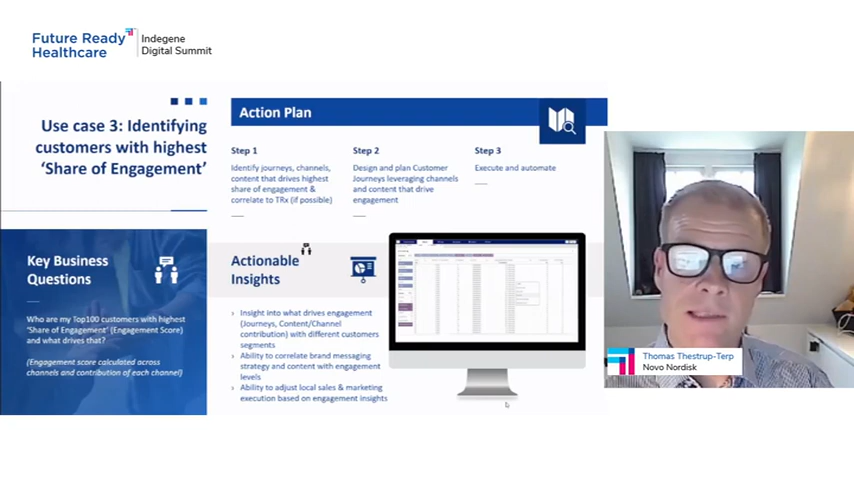 Future Ready
Healthcare
Indegene
Digital Summit
Use case 3: Identifying
customers with highest
‘Share of Engagement’
Action Plan
Step 1
Identify journeys, channels,
content that drives highest
share of engagement &
correlate to TRx (if possible)
Step 2
Design and plan Customer
Journeys leveraging channels
and content that drive
engagement
Step 3
Execute and automate
Key Business
Questions
Who are my Top100 customers with highest
‘Share of Engagement’ (Engagement Score)
and what drives that?
(Engagement score calculated across
channels and contribution of each channel)
Actionable
Insights
› Insight into what drives engagement
(Journeys, Content/Channel
contribution) with different customers
segments
› Ability to correlate brand messaging
strategy and content with engagement
levels
› Ability to adjust local sales & marketing
execution based on engagement insights
Thomas Thestrup-Terp
Novo Nordisk